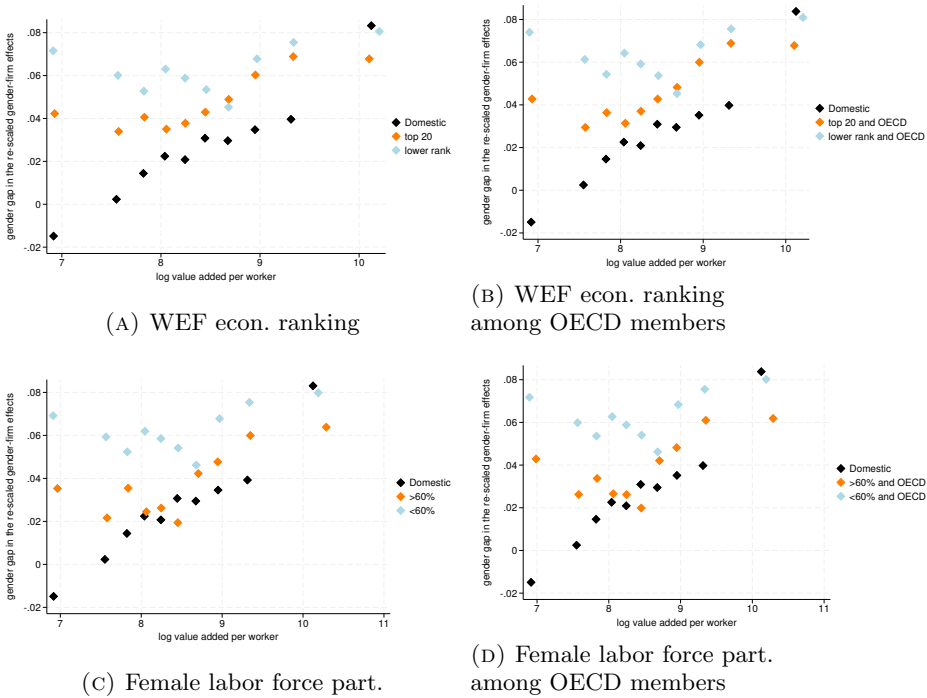 gender gap in the re-scaled gender-firm effects
.08
.06
.04
.02
0
-.02
7
8
9
10
log value added per worker
Domestic
top 20
lower rank
(A) WEF econ. ranking
gender gap in the re-scaled gender-firm effects
.08
.06
.04
.02
0
-.02
7
8
9
10
log value added per worker
Domestic
top 20 and OECD
lower rank and OECD
(B) WEF econ. ranking
among OECD members
gender gap in the re-scaled gender-firm effects
.08
.06
.04
.02
0
-.02
7
8
9
10
11
log value added per worker
Domestic
>60%
<60%
(C) Female labor force part.
gender gap in the re-scaled gender-firm effects
.08
.06
.04
.02
0
-.02
7
8
9
10
11
log value added per worker
Domestic
>60% and OECD
<60% and OECD
(D) Female labor force part.
among OECD members